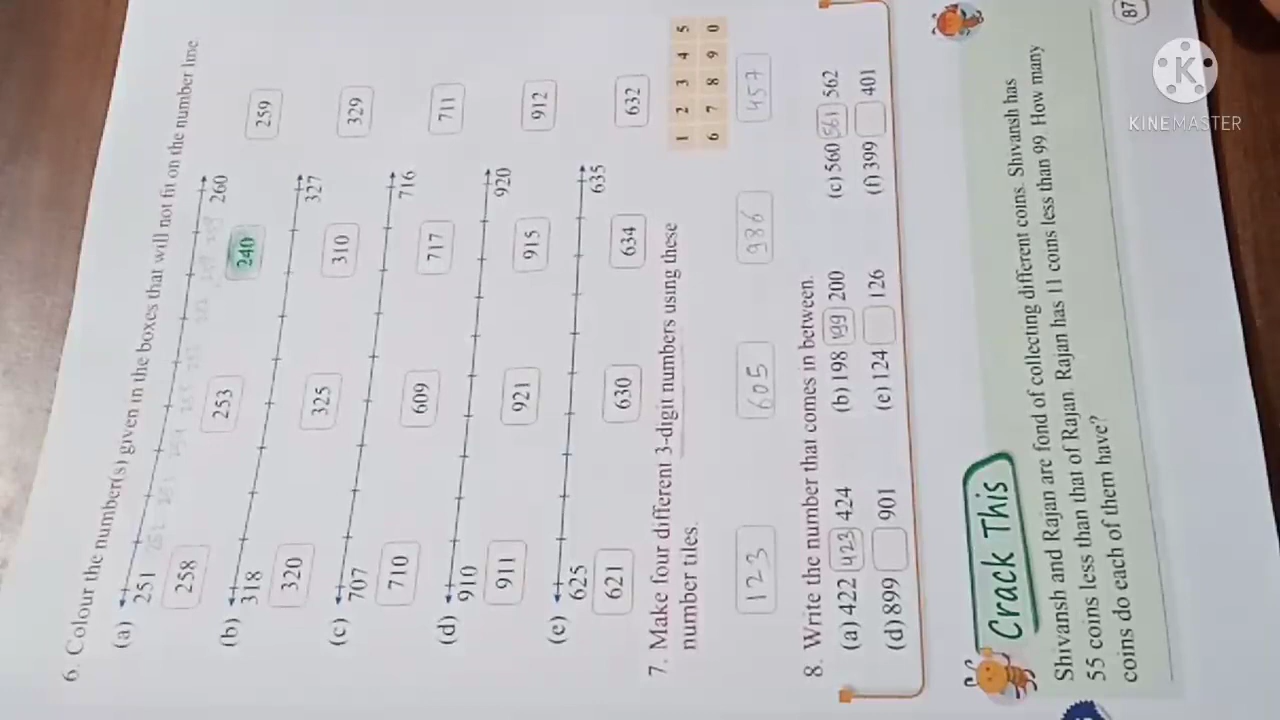 6. Colour the number(s) given in the boxes that will not fit on the number line.
(a) 251 260
258 253 240 259
(b) 318 327
320 325 310 329
(c) 707 716
710 609 717 711
(d) 910 920
911 921 915 912
(e) 625 635
621 630 634 632
7. Make four different 3-digit numbers using these
number tiles.
1 2 3 4 5
6 7 8 9 0
123 605 986 457
8. Write the number that comes in between.
(a) 422 423 424 (b) 198 199 200 (c) 560 561 562
(d) 899 901 (e) 124 126 (f) 399 401
Crack This
Shivansh and Rajan are fond of collecting different coins. Shivansh has
55 coins less than that of Rajan. Rajan has 11 coins less than 99. How many
coins do each of them have?
87
K
KINEMASTER